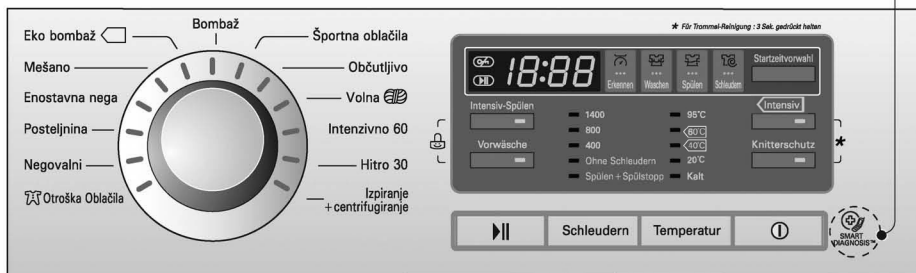 Bombaž
Eko bombaž
Mešano
Enostavna nega
Posteljnina
Negovalni
Otroška Oblačila
Športna oblačila
Občutljivo
Volna
Intenzivno 60
Hitro 30
Izpiranje
+centrifugiranje
* Für Trommel-Reinigung : 3 Sek. gedrückt halten
18:88
Erkennen Waschen Spülen Schleudern
Startzeitvorwahl
Intensiv-Spülen
Vorwäsche
1400
800
400
Ohne Schleudern
Spülen+Spülstopp
95°C
60°C
40°C
20°C
Kalt
Intensiv
Knitterschutz
*
Schleudern
Temperatur
SMART
DIAGNOSIS™